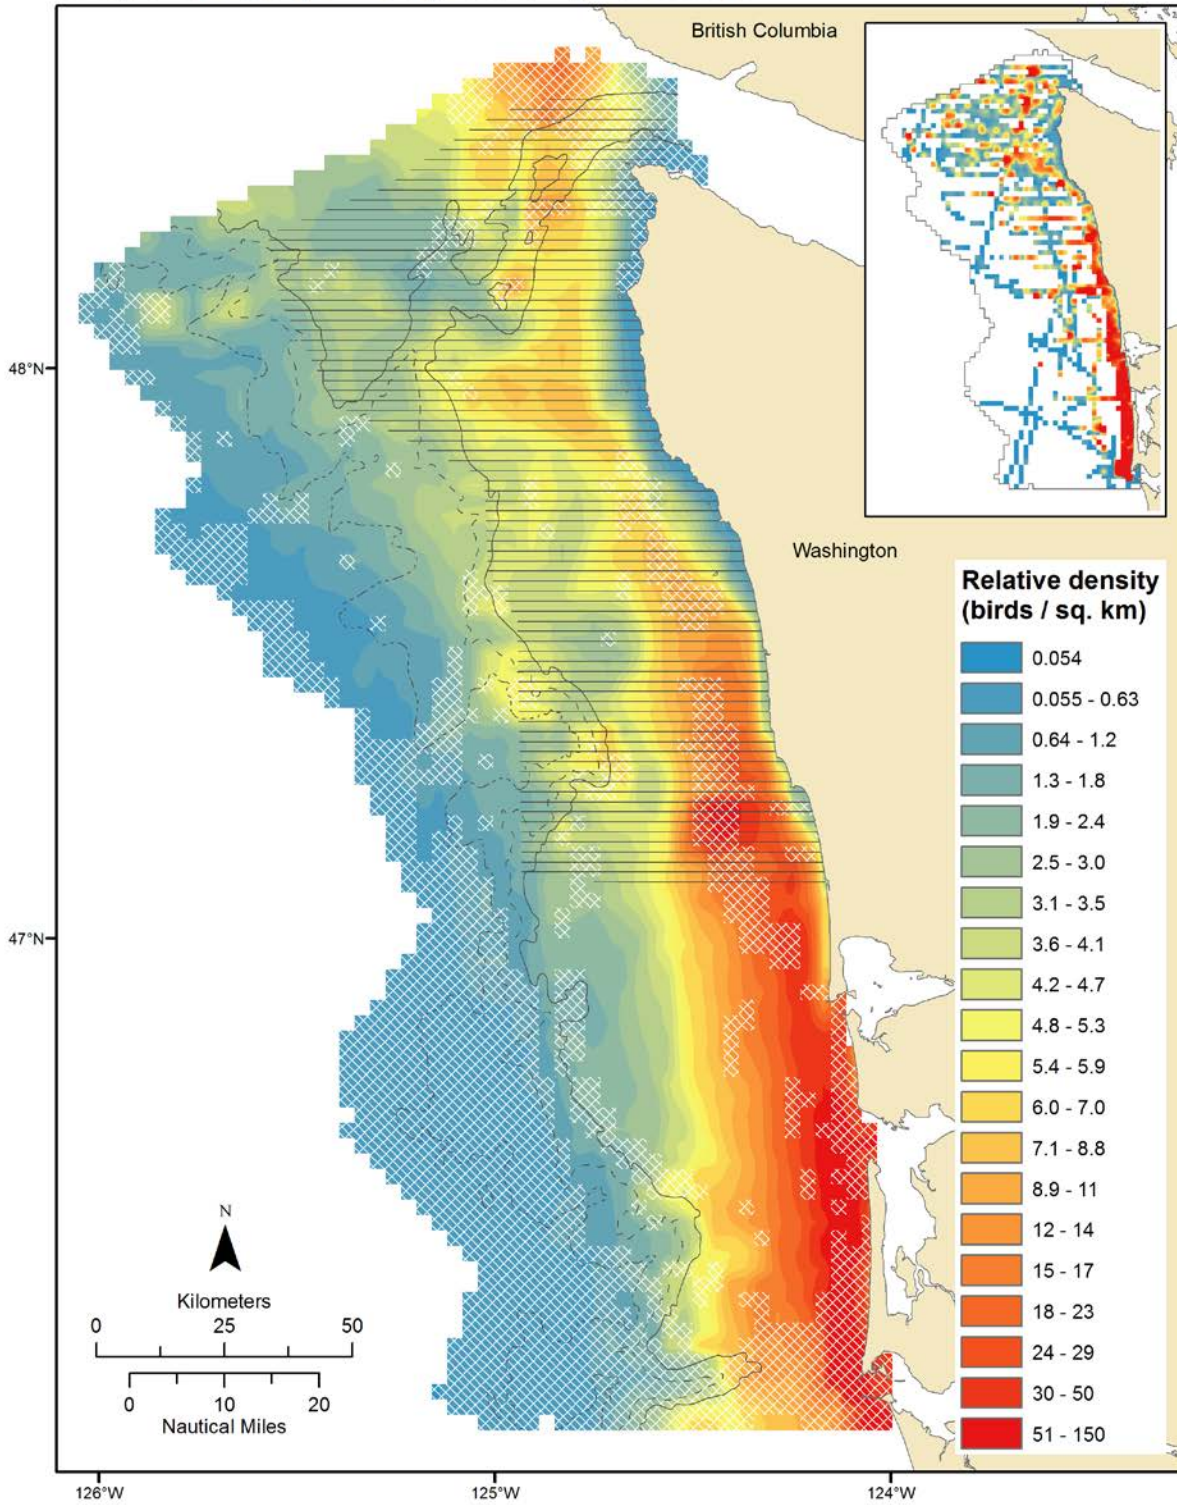 British Columbia
48°N
Washington
Relative density
(birds / sq. km)
0.054
0.055 - 0.63
0.64 - 1.2
1.3 - 1.8
1.9 - 2.4
2.5 - 3.0
3.1 - 3.5
3.6 - 4.1
4.2 - 4.7
4.8 - 5.3
5.4 - 5.9
6.0 - 7.0
7.1 - 8.8
8.9 - 11
12 - 14
15 - 17
18 - 23
24 - 29
30 - 50
51 - 150
47°N
N
Kilometers
0 25 50
0 10 20
Nautical Miles
126°W 125°W 124°W